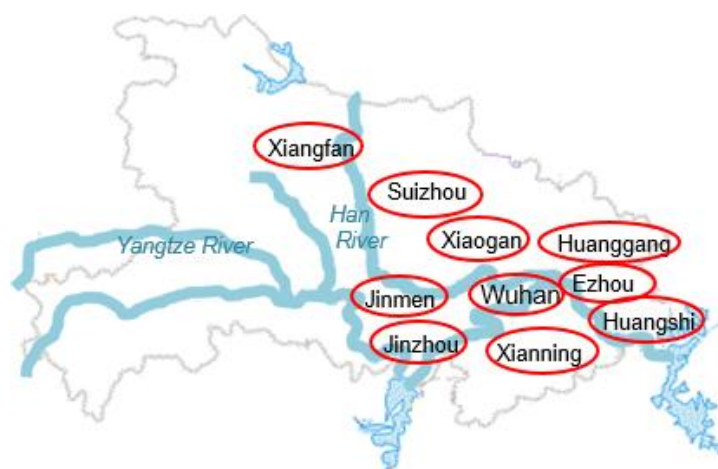 Xiangfan
Suizhou
Han
River
Yangtze River
Xiaogan
Huanggang
Ezhou
Jinmen
Wuhan
Huangshi
Jinzhou
Xianning